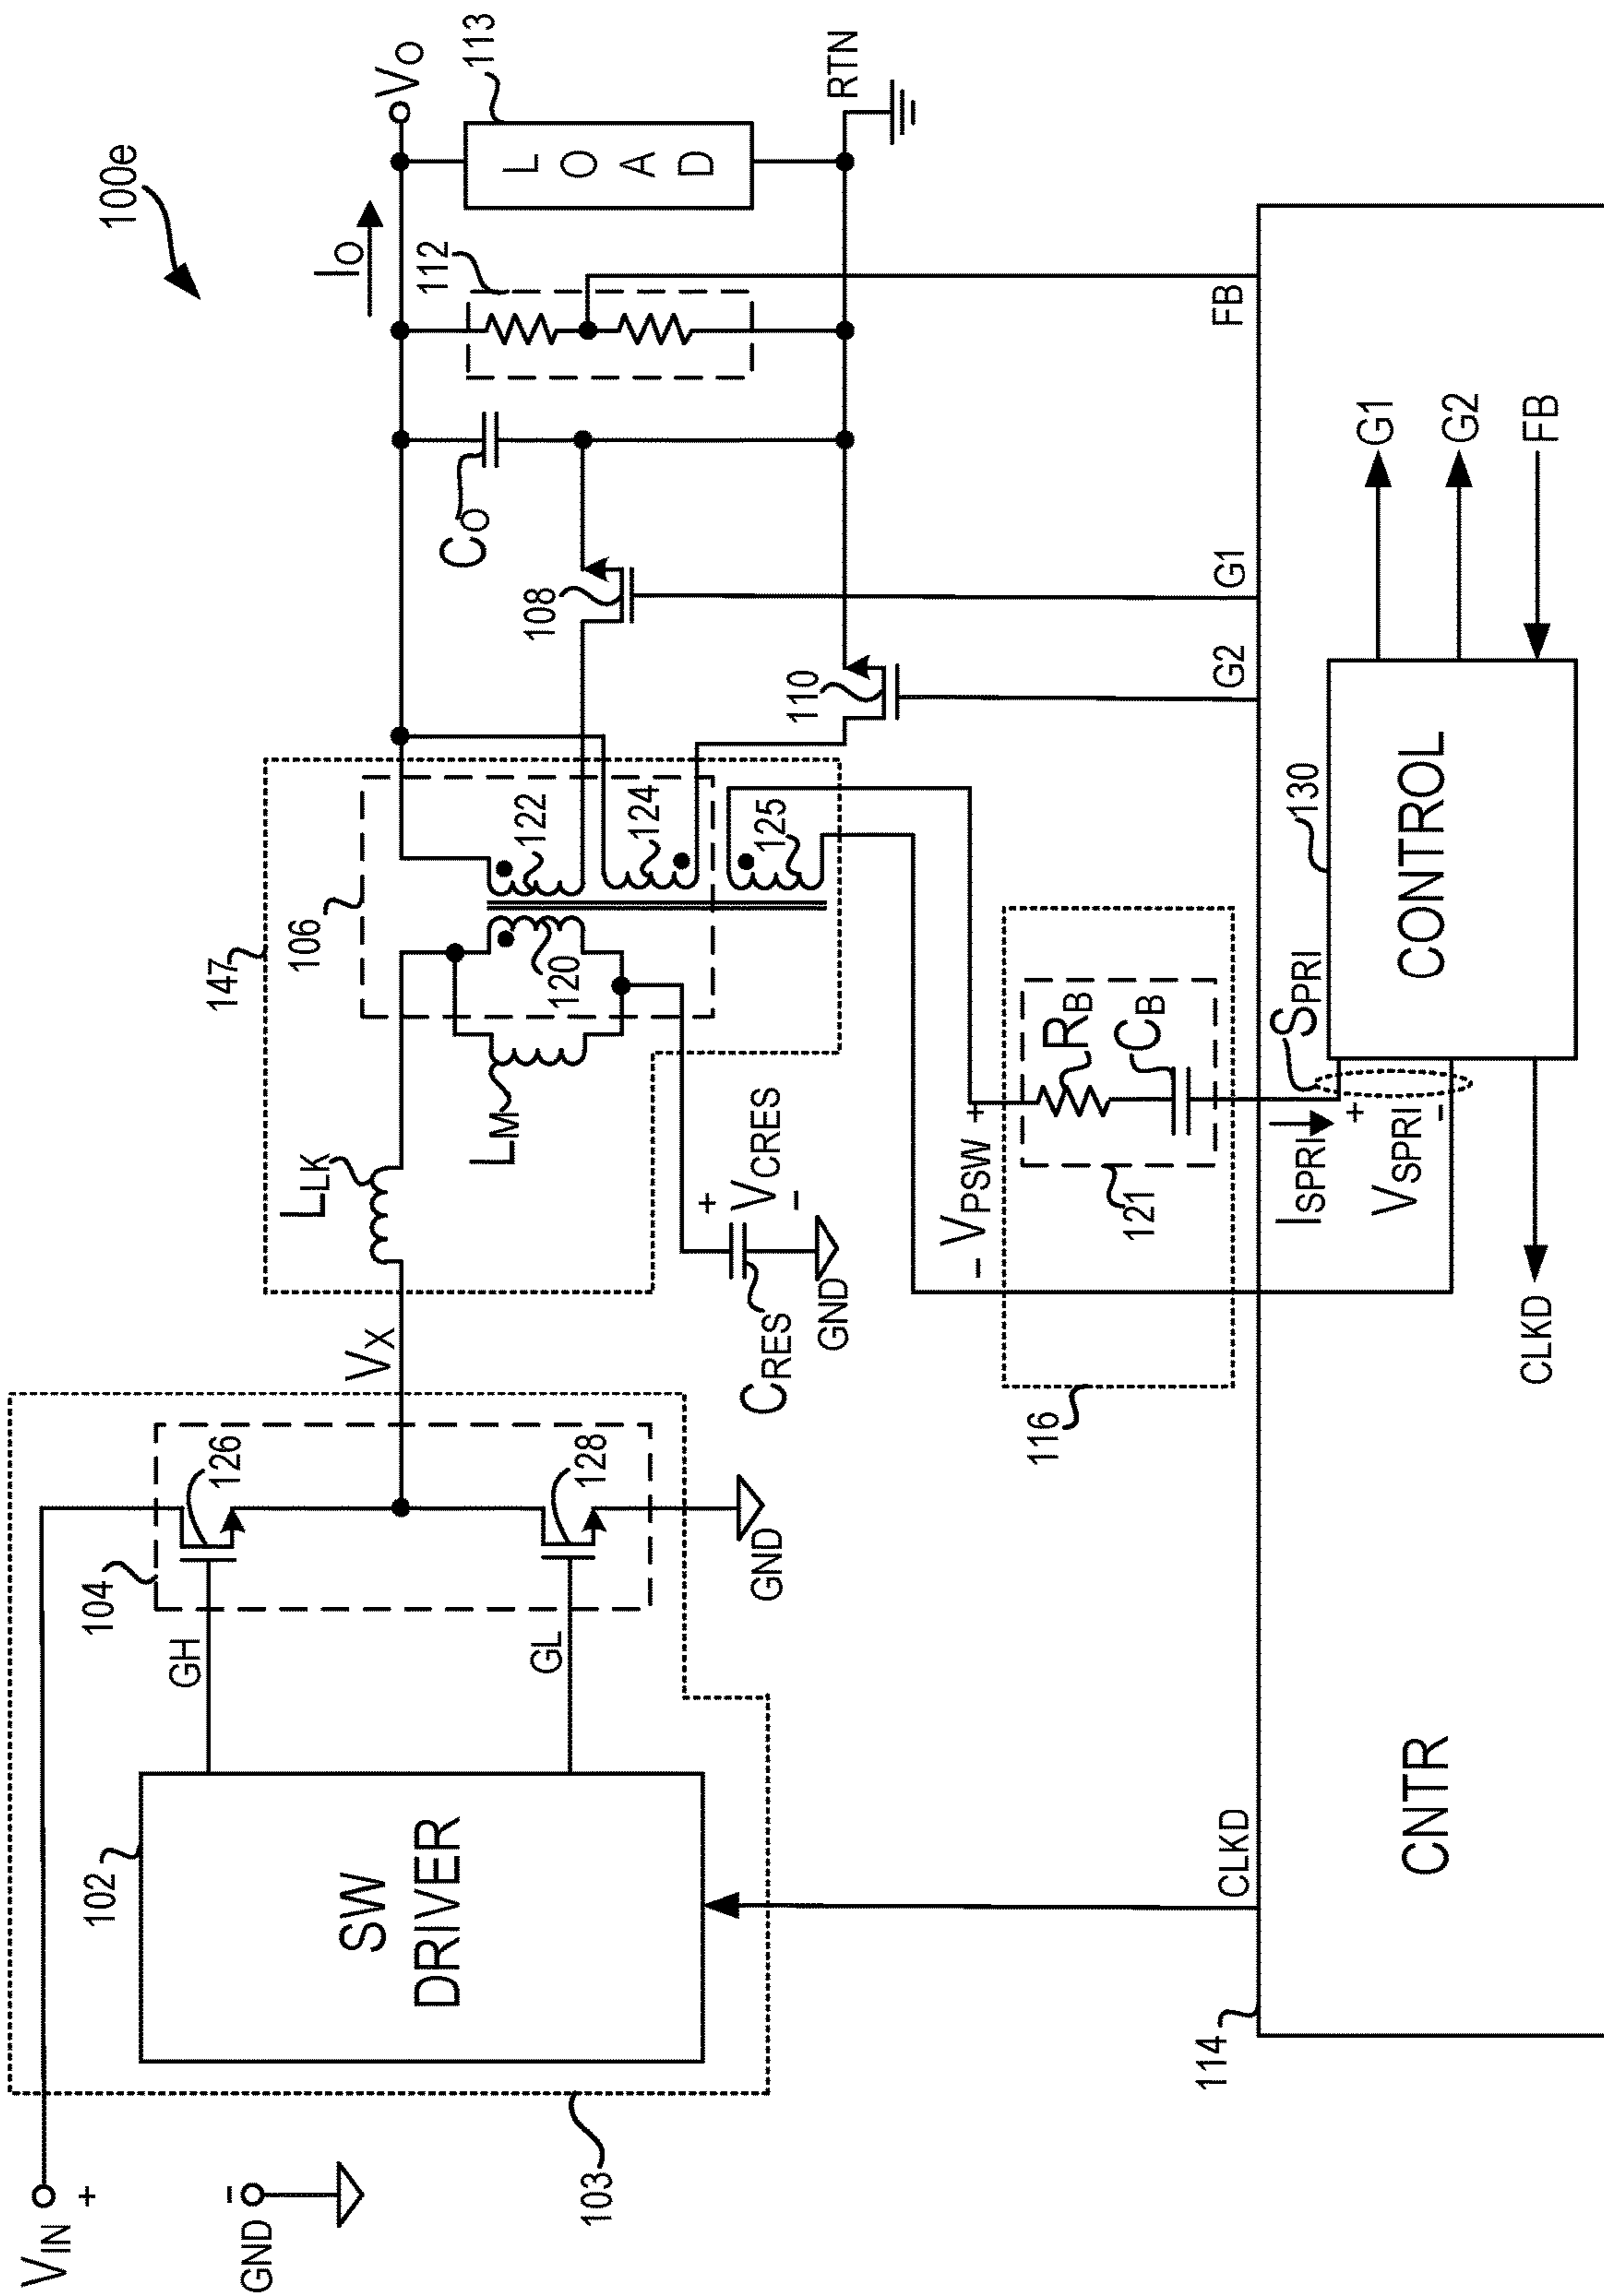 100e
VIN
+
GND
-
103
102
SW
DRIVER
GH
GL
104
126
128
GND
VX
LLK
147
106
LM
120
122
124
125
CRES
+
VCRES
-
GND
108
110
CO
IO
112
VO
113
LOAD
RTN
116
- VPSW +
121
RB
CB
ISPRI
SPRI
+
VSPRI
-
CLKD
G2
G1
FB
114
CNTR
130
CONTROL
G1
G2
FB
CLKD